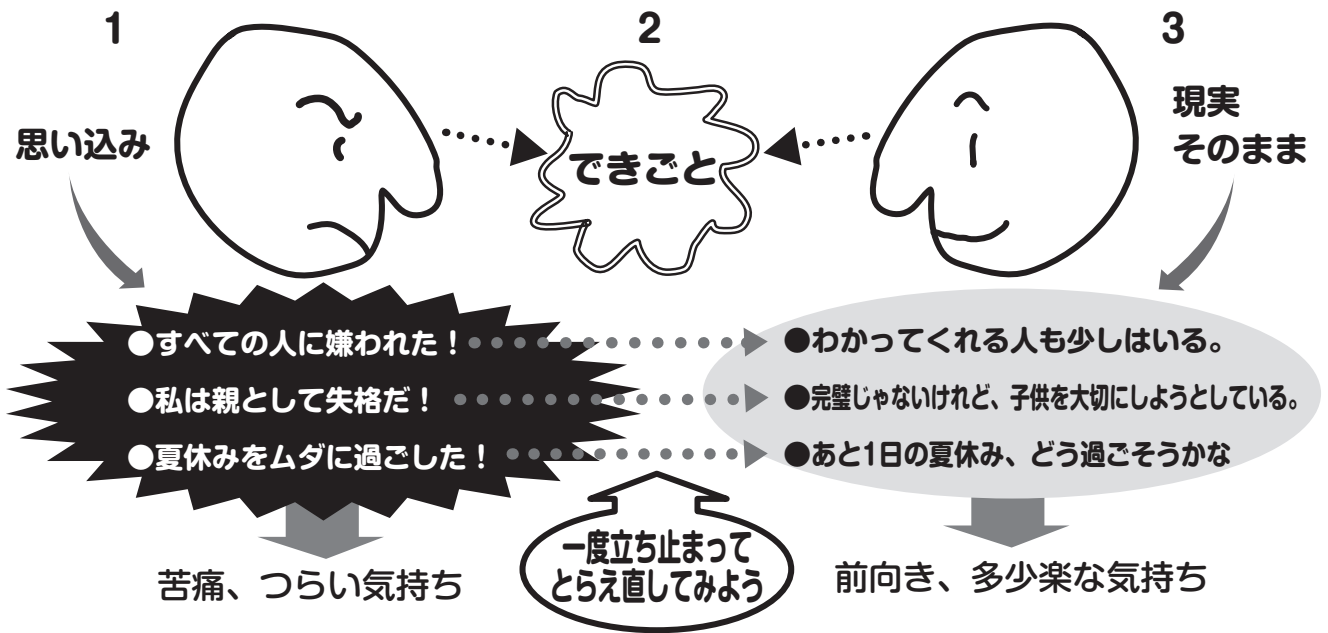 1
2
3
思い込み
できごと
現実
そのまま
●すべての人に嫌われた！
●わかってくれる人も少しはいる。
●私は親として失格だ！
●完璧じゃないけれど、子供を大切にしようとしている。
●夏休みをムダに過ごした！
●あと1日の夏休み、どう過ごそうかな
一度立ち止まって
とらえ直してみよう
苦痛、つらい気持ち
前向き、多少楽な気持ち